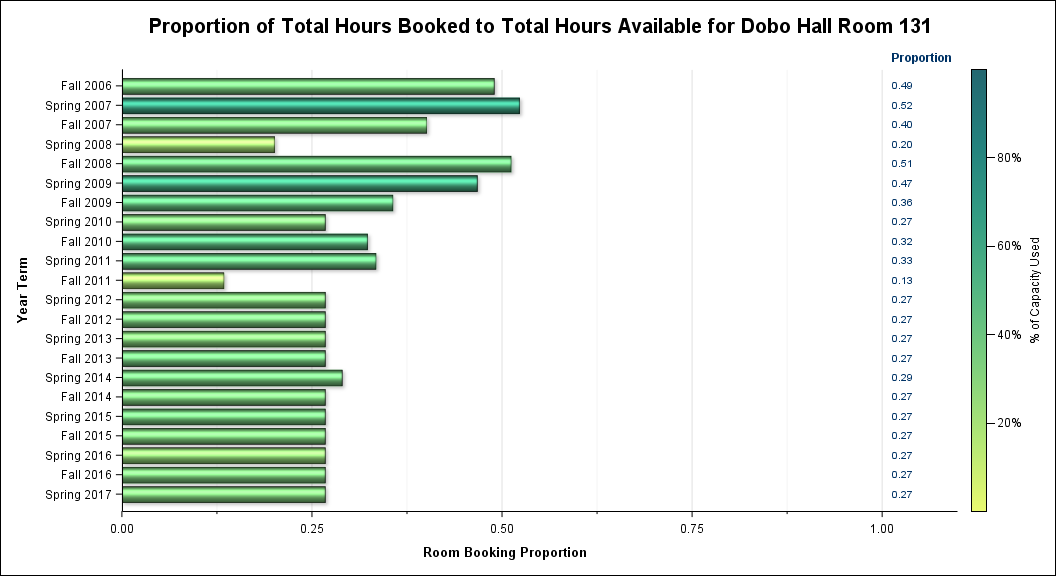 Proportion of Total Hours Booked to Total Hours Available for Dobo Hall Room 131
Proportion
Fall 2006 0.49
Spring 2007 0.52
Fall 2007 0.40
Spring 2008 0.20
Fall 2008 0.51
Spring 2009 0.47
Fall 2009 0.36
Spring 2010 0.27
Fall 2010 0.32
Spring 2011 0.33
Fall 2011 0.13
Spring 2012 0.27
Fall 2012 0.27
Spring 2013 0.27
Fall 2013 0.27
Spring 2014 0.29
Fall 2014 0.27
Spring 2015 0.27
Fall 2015 0.27
Spring 2016 0.27
Fall 2016 0.27
Spring 2017 0.27
Year Term
0.00 0.25 0.50 0.75 1.00
Room Booking Proportion
80%
60%
40%
20%
% of Capacity Used